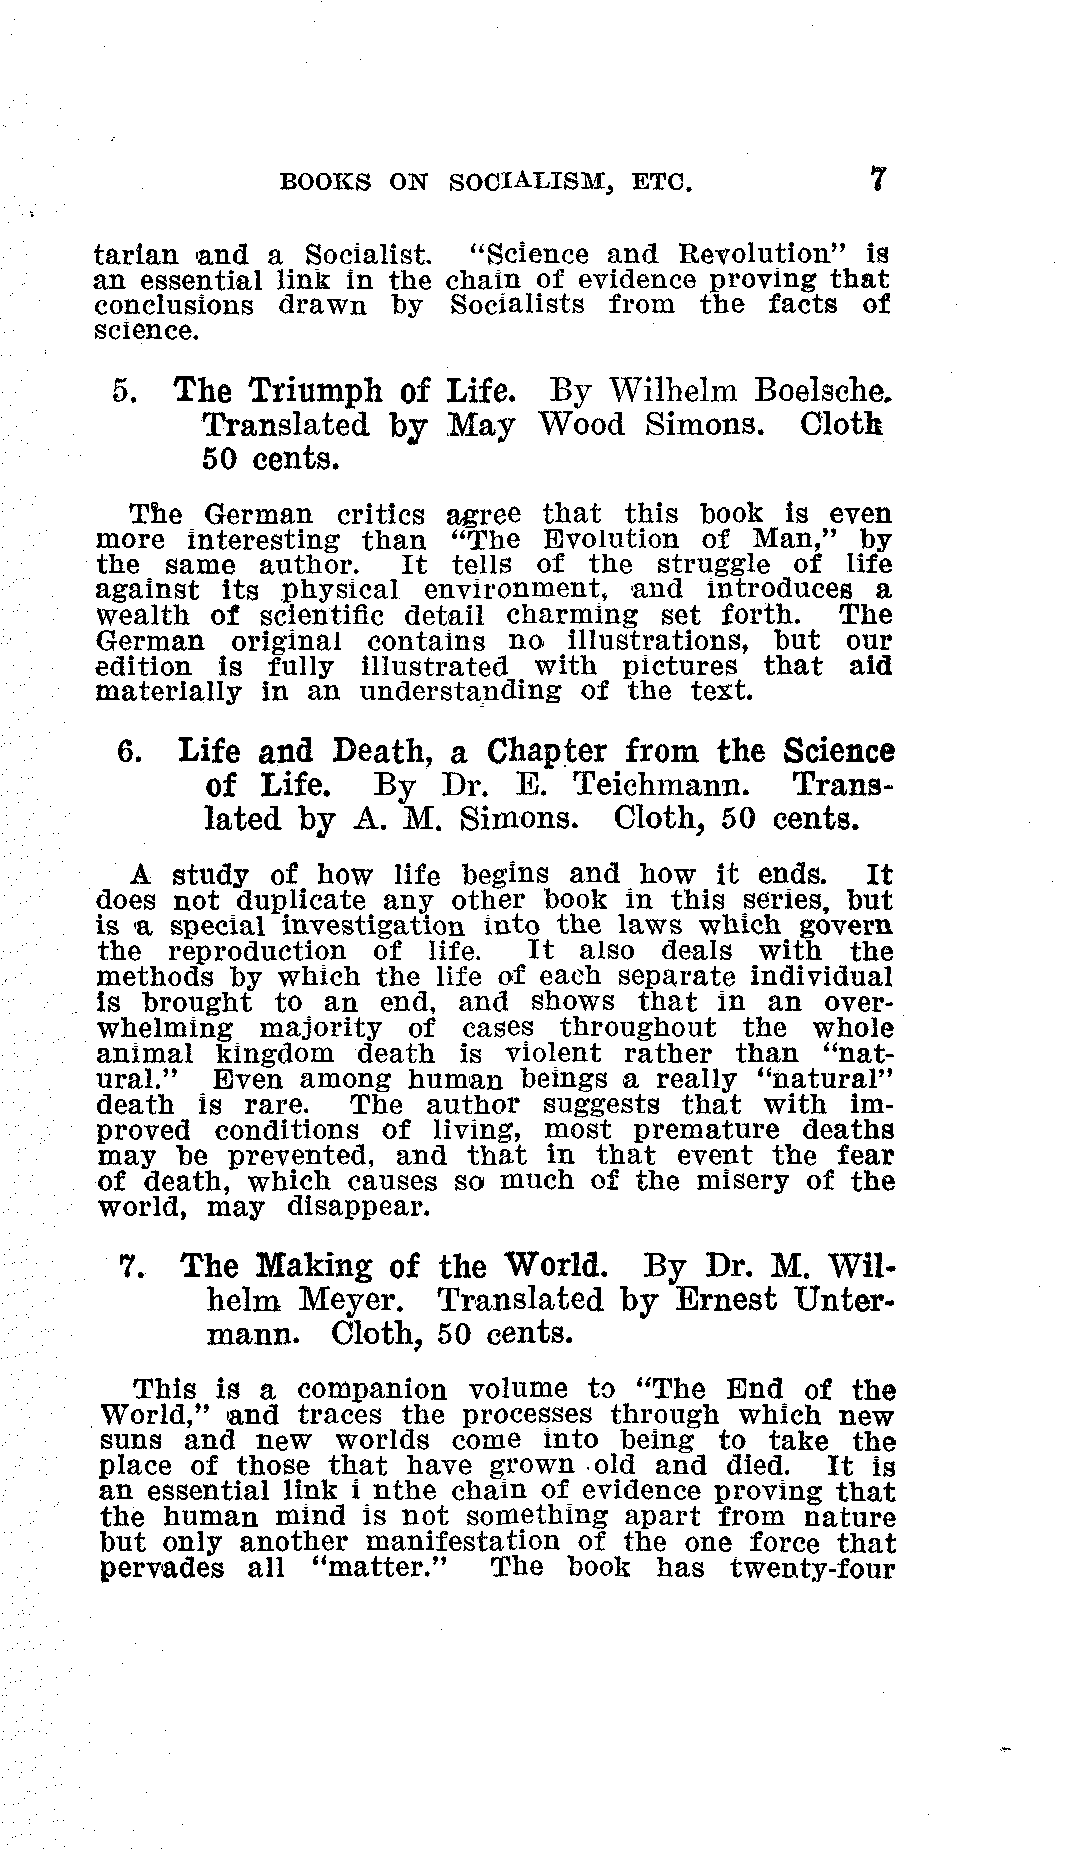 BOOKS ON SOCIALISM, ETC. 7
tarian and a Socialist. “Science and Revolution” is
an essential link in the chain of evidence proving that
conclusions drawn by Socialists from the facts of
science.
5. The Triumph of Life. By Wilhelm Boelsche.
Translated by May Wood Simons. Cloth
50 cents.
The German critics agree that this book is even
more interesting than “The Evolution of Man,” by
the same author. It tells of the struggle of life
against its physical environment, and introduces a
wealth of scientific detail charming set forth. The
German original contains no illustrations, but our
edition is fully illustrated with pictures that aid
materially in an understanding of the text.
6. Life and Death, a Chapter from the Science
of Life. By Dr. E. Teichmann. Trans-
lated by A. M. Simons. Cloth, 50 cents.
A study of how life begins and how it ends. It
does not duplicate any other book in this series, but
is a special investigation into the laws which govern
the reproduction of life. It also deals with the
methods by which the life of each separate individual
is brought to an end, and shows that in an over-
whelming majority of cases throughout the whole
animal kingdom death is violent rather than “nat-
ural.” Even among human beings a really “natural”
death is rare. The author suggests that with im-
proved conditions of living, most premature deaths
may be prevented, and that in that event the fear
of death, which causes so much of the misery of the
world, may disappear.
7. The Making of the World. By Dr. M. Wil-
helm Meyer. Translated by Ernest Unter-
mann. Cloth, 50 cents.
This is a companion volume to “The End of the
World,” and traces the processes through which new
suns and new worlds come into being to take the
place of those that have grown old and died. It is
an essential link i nthe chain of evidence proving that
the human mind is not something apart from nature
but only another manifestation of the one force that
pervades all “matter.” The book has twenty-four